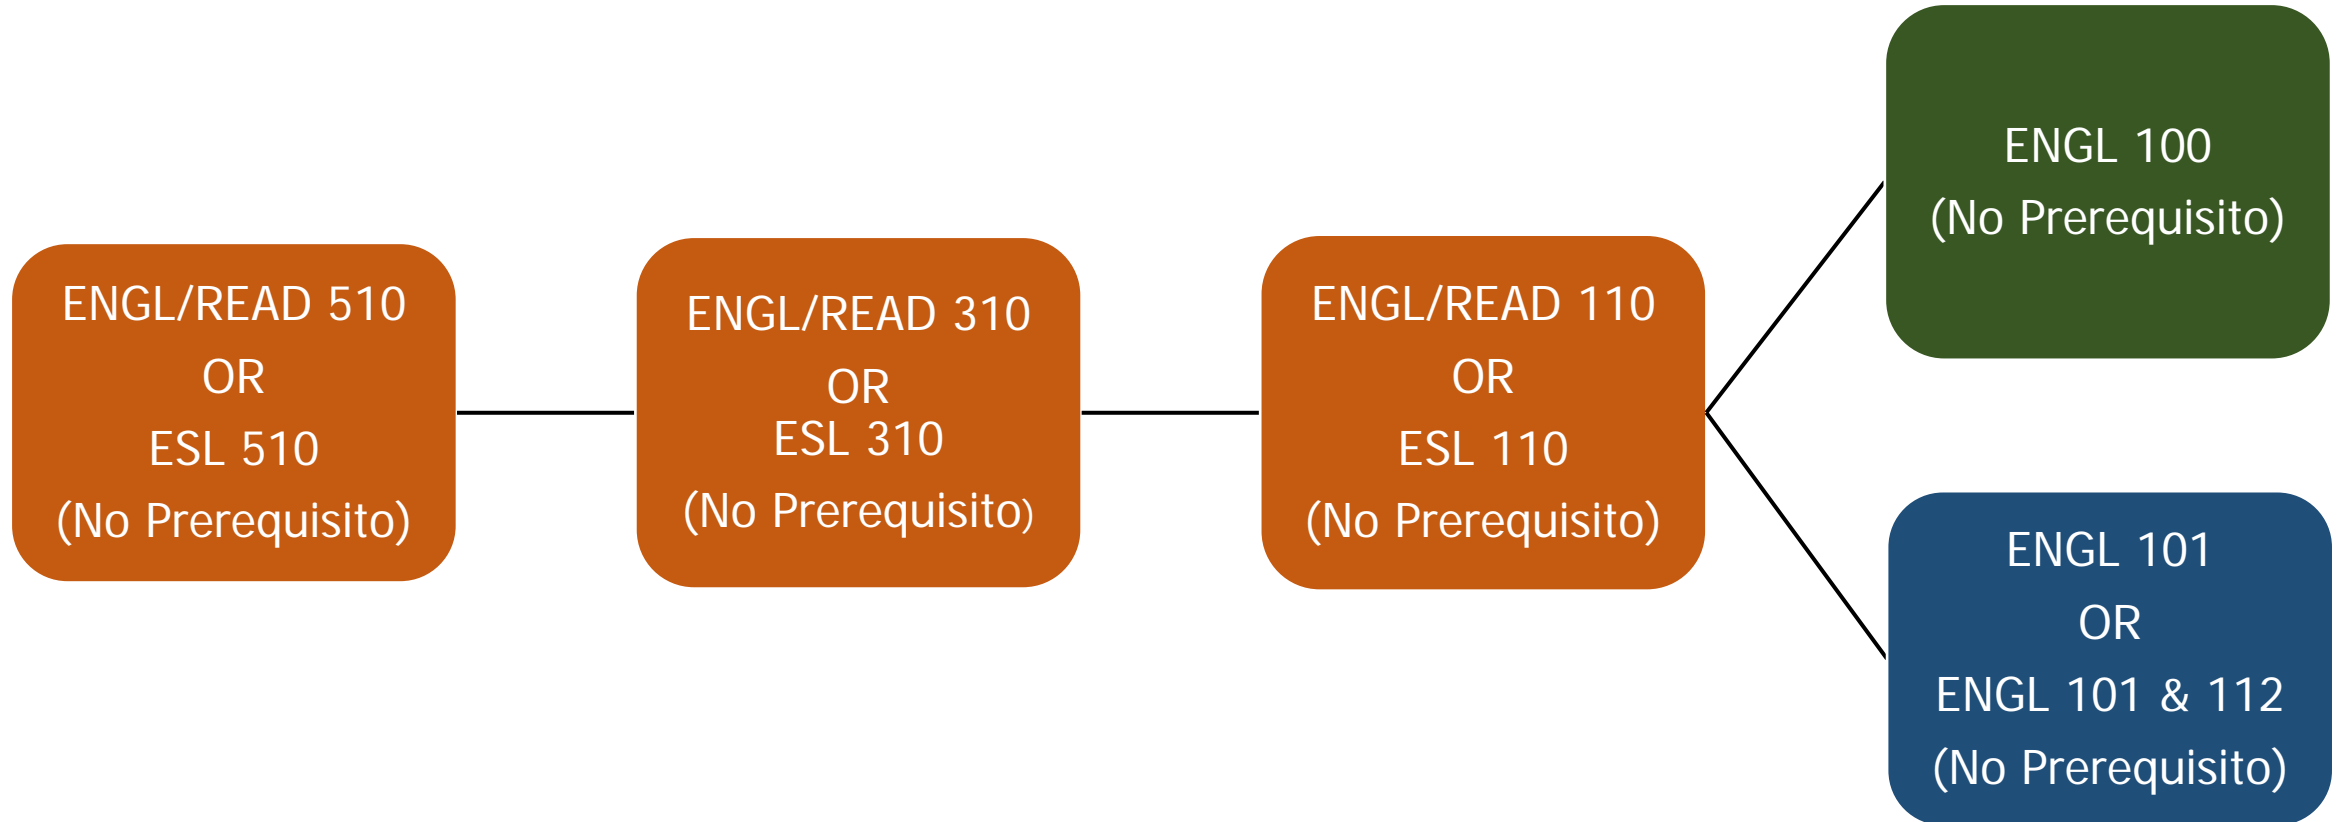 ENGL/READ 510
OR
ESL 510
(No Prerequisito)
ENGL/READ 310
OR
ESL 310
(No Prerequisito)
ENGL/READ 110
OR
ESL 110
(No Prerequisito)
ENGL 100
(No Prerequisito)
ENGL 101
OR
ENGL 101 & 112
(No Prerequisito)